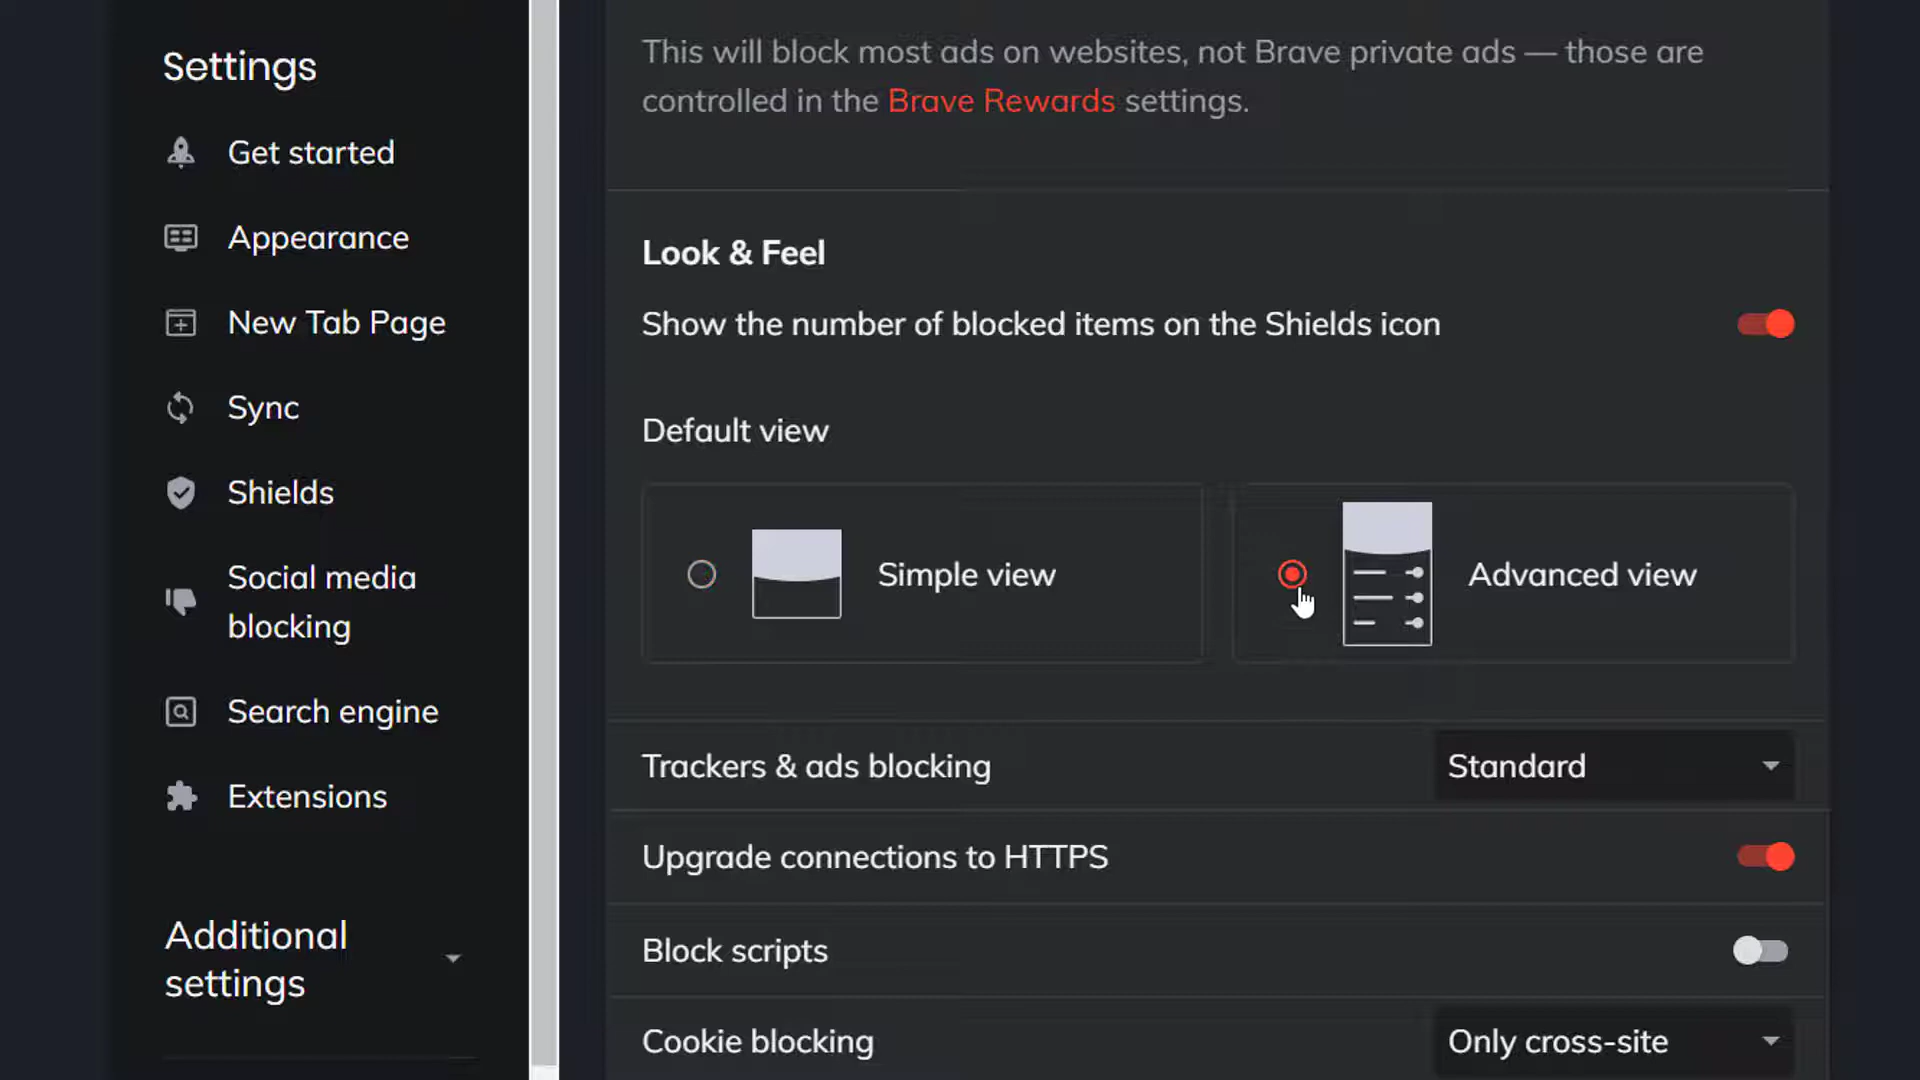 Settings
Get started
Appearance
New Tab Page
Sync
Shields
Social media
blocking
Search engine
Extensions
Additional
settings
This will block most ads on websites, not Brave private ads — those are
controlled in the Brave Rewards settings.
Look & Feel
Show the number of blocked items on the Shields icon
Default view
Simple view
Advanced view
Trackers & ads blocking
Standard
Upgrade connections to HTTPS
Block scripts
Cookie blocking
Only cross-site